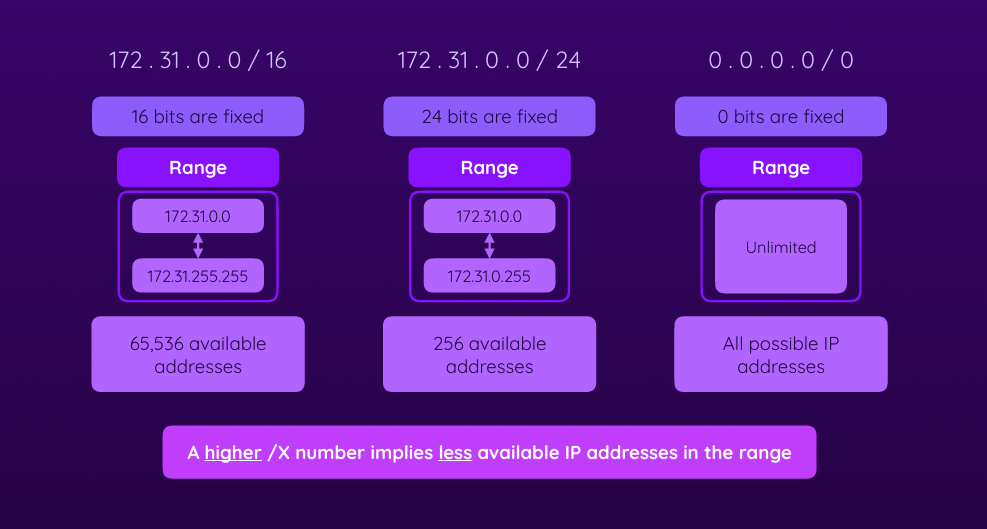 172 . 31 . 0 . 0 / 16
16 bits are fixed
Range
172.31.0.0
172.31.255.255
65,536 available
addresses
172 . 31 . 0 . 0 / 24
24 bits are fixed
Range
172.31.0.0
172.31.0.255
256 available
addresses
0 . 0 . 0 . 0 / 0
0 bits are fixed
Range
Unlimited
All possible IP
addresses
A higher /X number implies less available IP addresses in the range